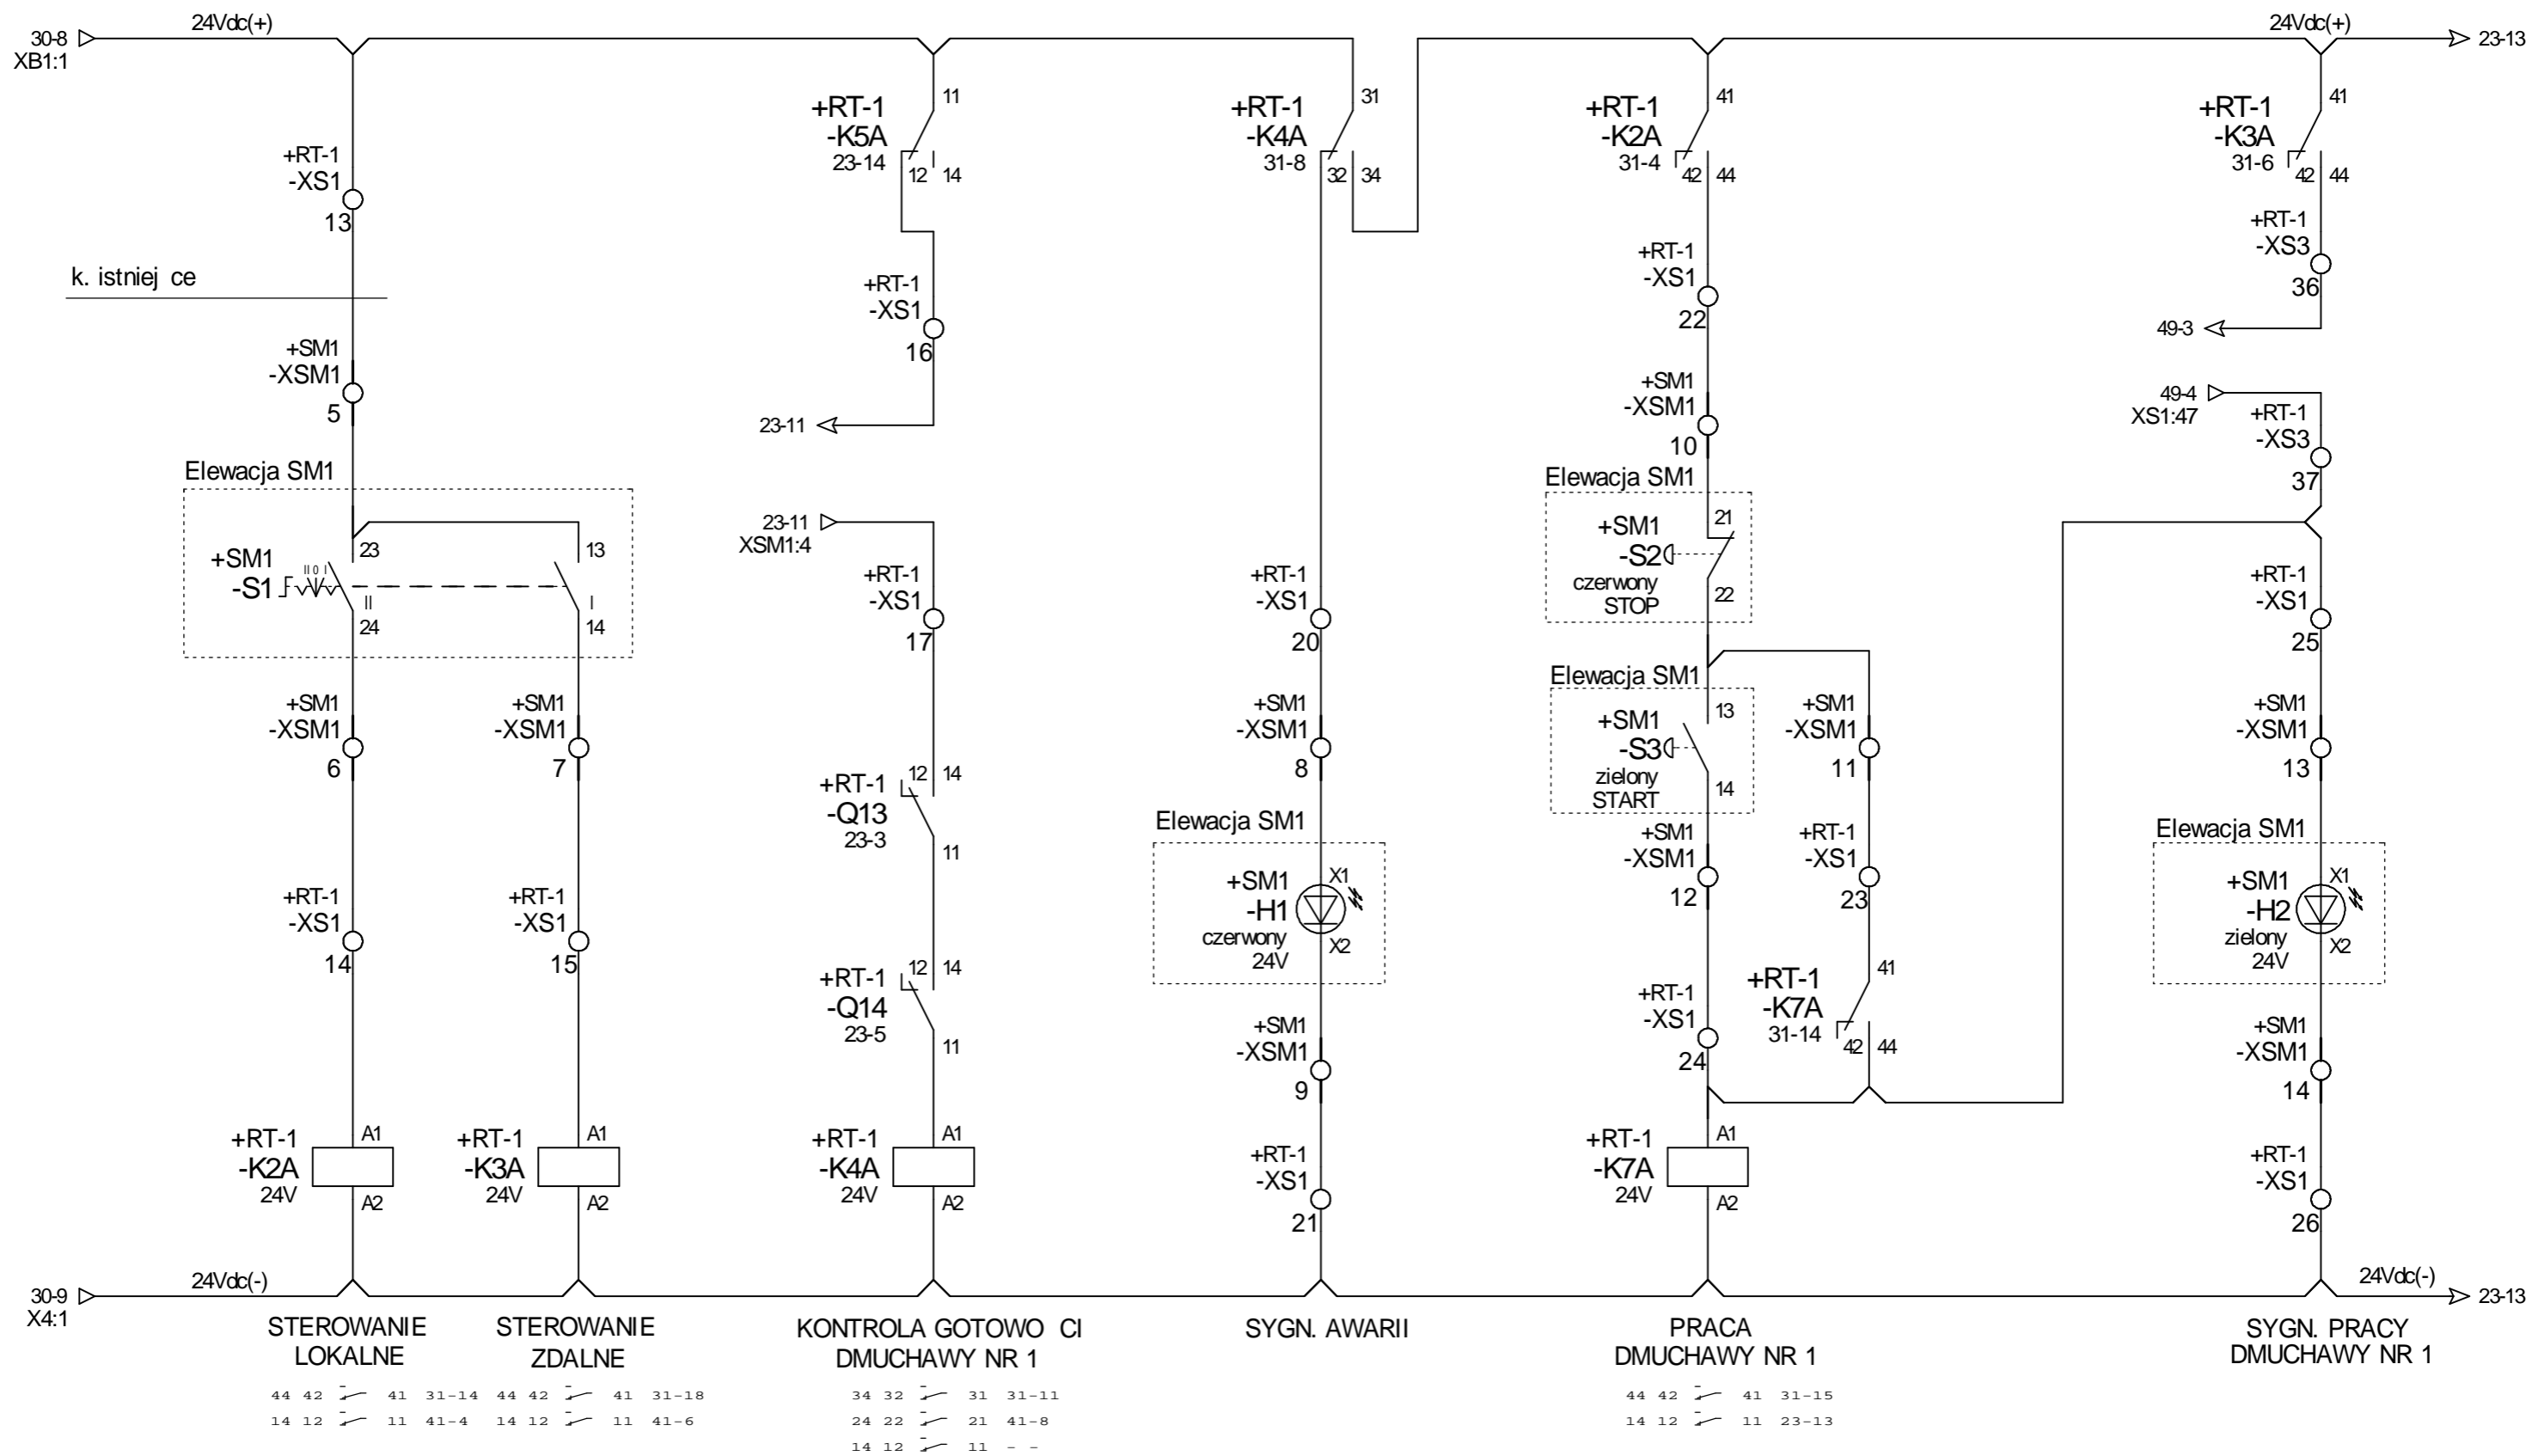 24Vdc(+)
30-8
XB1:1
24Vdc(+)
23-13
+RT-1
-XS1
13
k. istniej ce
+SM1
-XSM1
5
Elewacja SM1
+SM1
-S1
II 0 I
23
II
24
13
I
14
+SM1
-XSM1
6
+SM1
-XSM1
7
+RT-1
-XS1
14
+RT-1
-XS1
15
+RT-1
-K2A
24V
A1
A2
+RT-1
-K3A
24V
A1
A2
+RT-1
-K5A
23-14
11
12 14
+RT-1
-XS1
16
23-11
23-11
XSM1:4
+RT-1
-XS1
17
+RT-1
-Q13
23-3
12 14
11
+RT-1
-Q14
23-5
12 14
11
+RT-1
-K4A
24V
A1
A2
+RT-1
-K4A
31-8
31
32 34
+RT-1
-XS1
20
+SM1
-XSM1
8
Elewacja SM1
+SM1
-H1
czerwony
24V
X1
X2
+SM1
-XSM1
9
+RT-1
-XS1
21
+RT-1
-K2A
31-4
41
42 44
+RT-1
-XS1
22
+SM1
-XSM1
10
Elewacja SM1
+SM1
-S2
czerwony
STOP
21
22
Elewacja SM1
+SM1
-S3
zielony
START
13
14
+SM1
-XSM1
11
+SM1
-XSM1
12
+RT-1
-XS1
23
+RT-1
-XS1
24
+RT-1
-K7A
31-14
41
42 44
+RT-1
-K7A
24V
A1
A2
+RT-1
-K3A
31-6
41
42 44
+RT-1
-XS3
36
49-3
49-4
XS1:47
+RT-1
-XS3
37
+RT-1
-XS1
25
+SM1
-XSM1
13
Elewacja SM1
+SM1
-H2
zielony
24V
X1
X2
+SM1
-XSM1
14
+RT-1
-XS1
26
30-9
X4:1
24Vdc(-)
24Vdc(-)
23-13
STEROWANIE
LOKALNE
STEROWANIE
ZDALNE
KONTROLA GOTOWO CI
DMUCHAWY NR 1
SYGN. AWARII
PRACA
DMUCHAWY NR 1
SYGN. PRACY
DMUCHAWY NR 1
44 42 41 31-14
14 12 11 41-4
44 42 41 31-18
14 12 11 41-6
34 32 31 31-11
24 22 21 41-8
14 12 11 - -
44 42 41 31-15
14 12 11 23-13